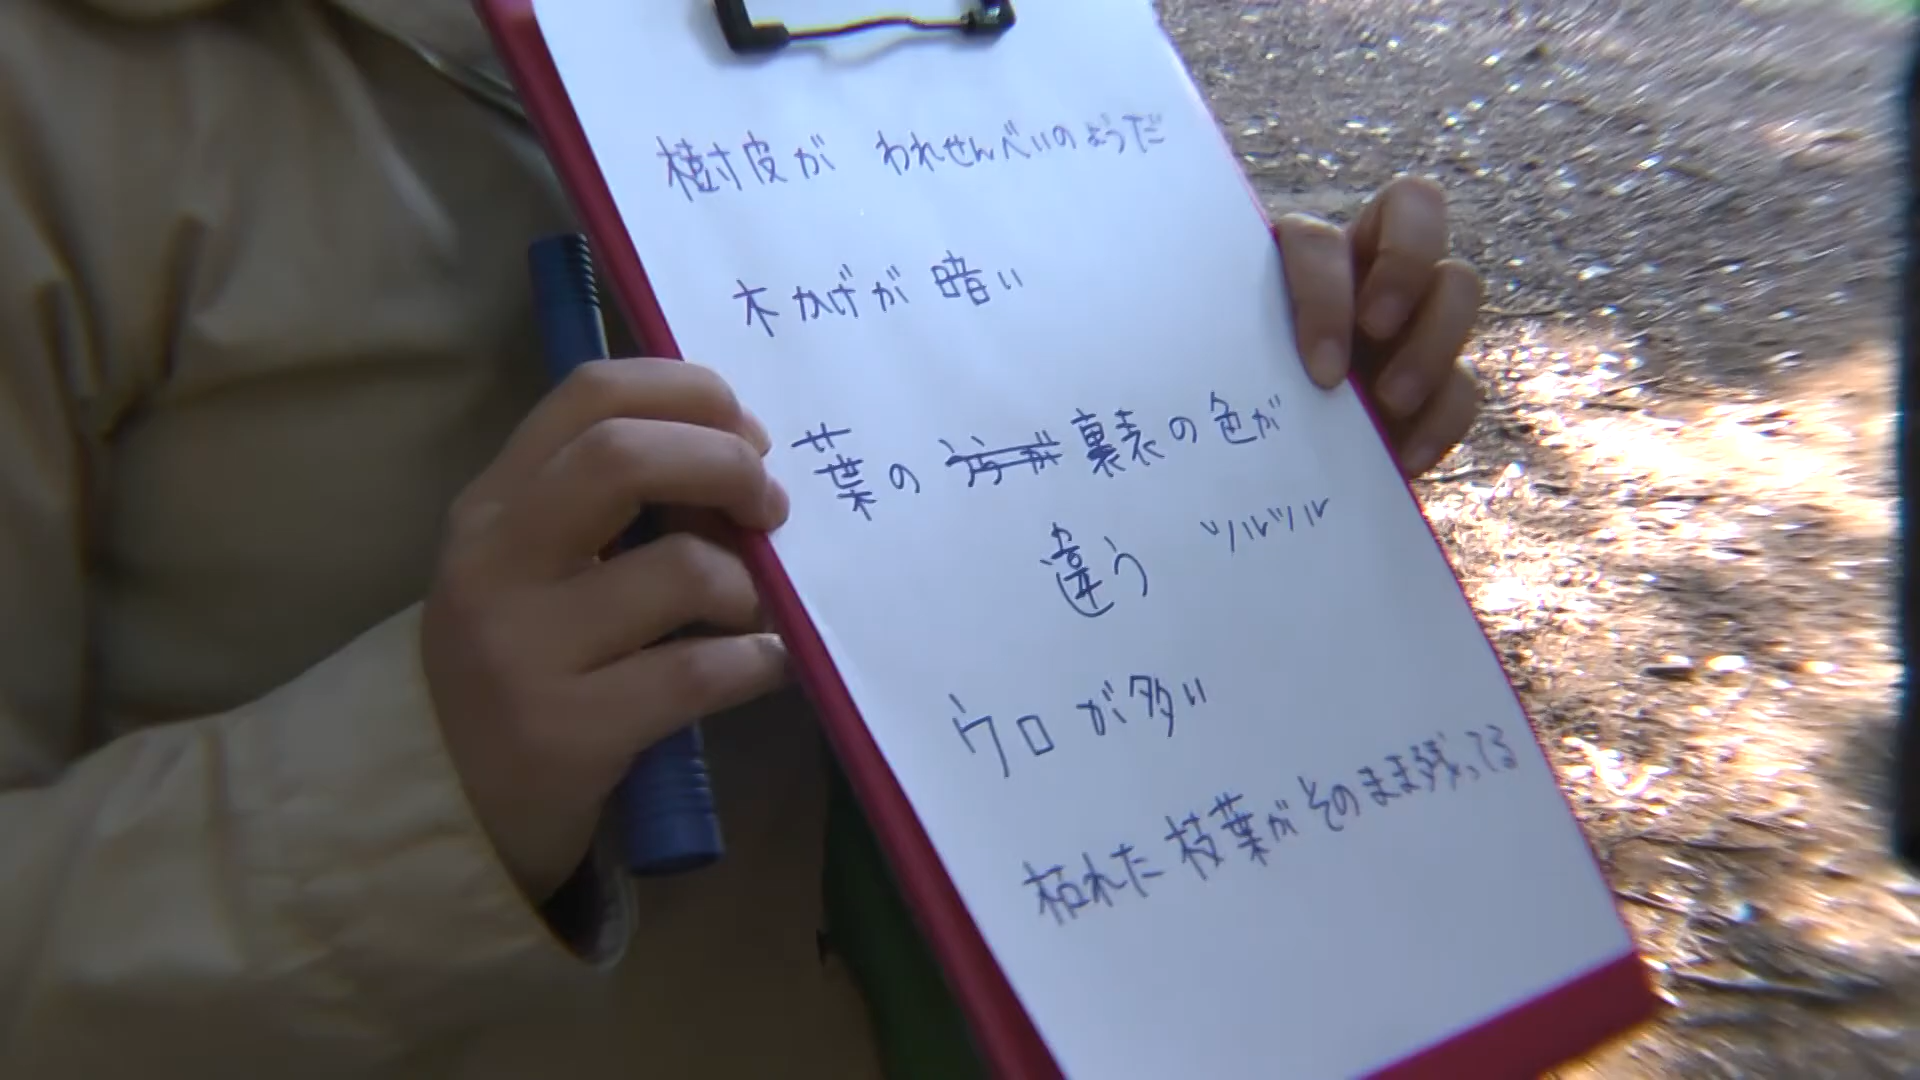 樹皮が われせんべいのようだ
木かげが暗い
葉の 裏表の色が
違う ツルツル
ウロが多い
枯れた枝葉がそのまま残ってる